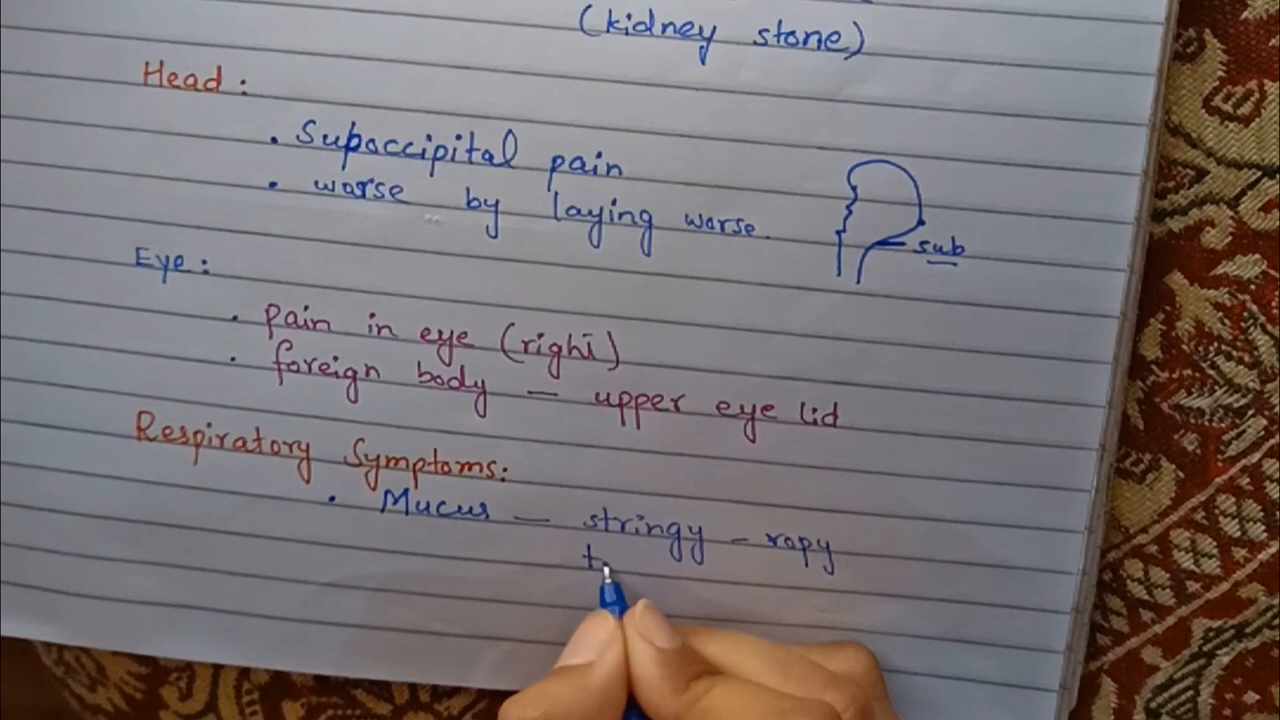 (kidney stone)
Head :
• Supoccipital pain
• worse by laying worse.
sub
Eye :
• Pain in eye (right)
• foreign body – upper eye lid
Respiratory Symptoms:
• Mucus – stringy – ropy
t